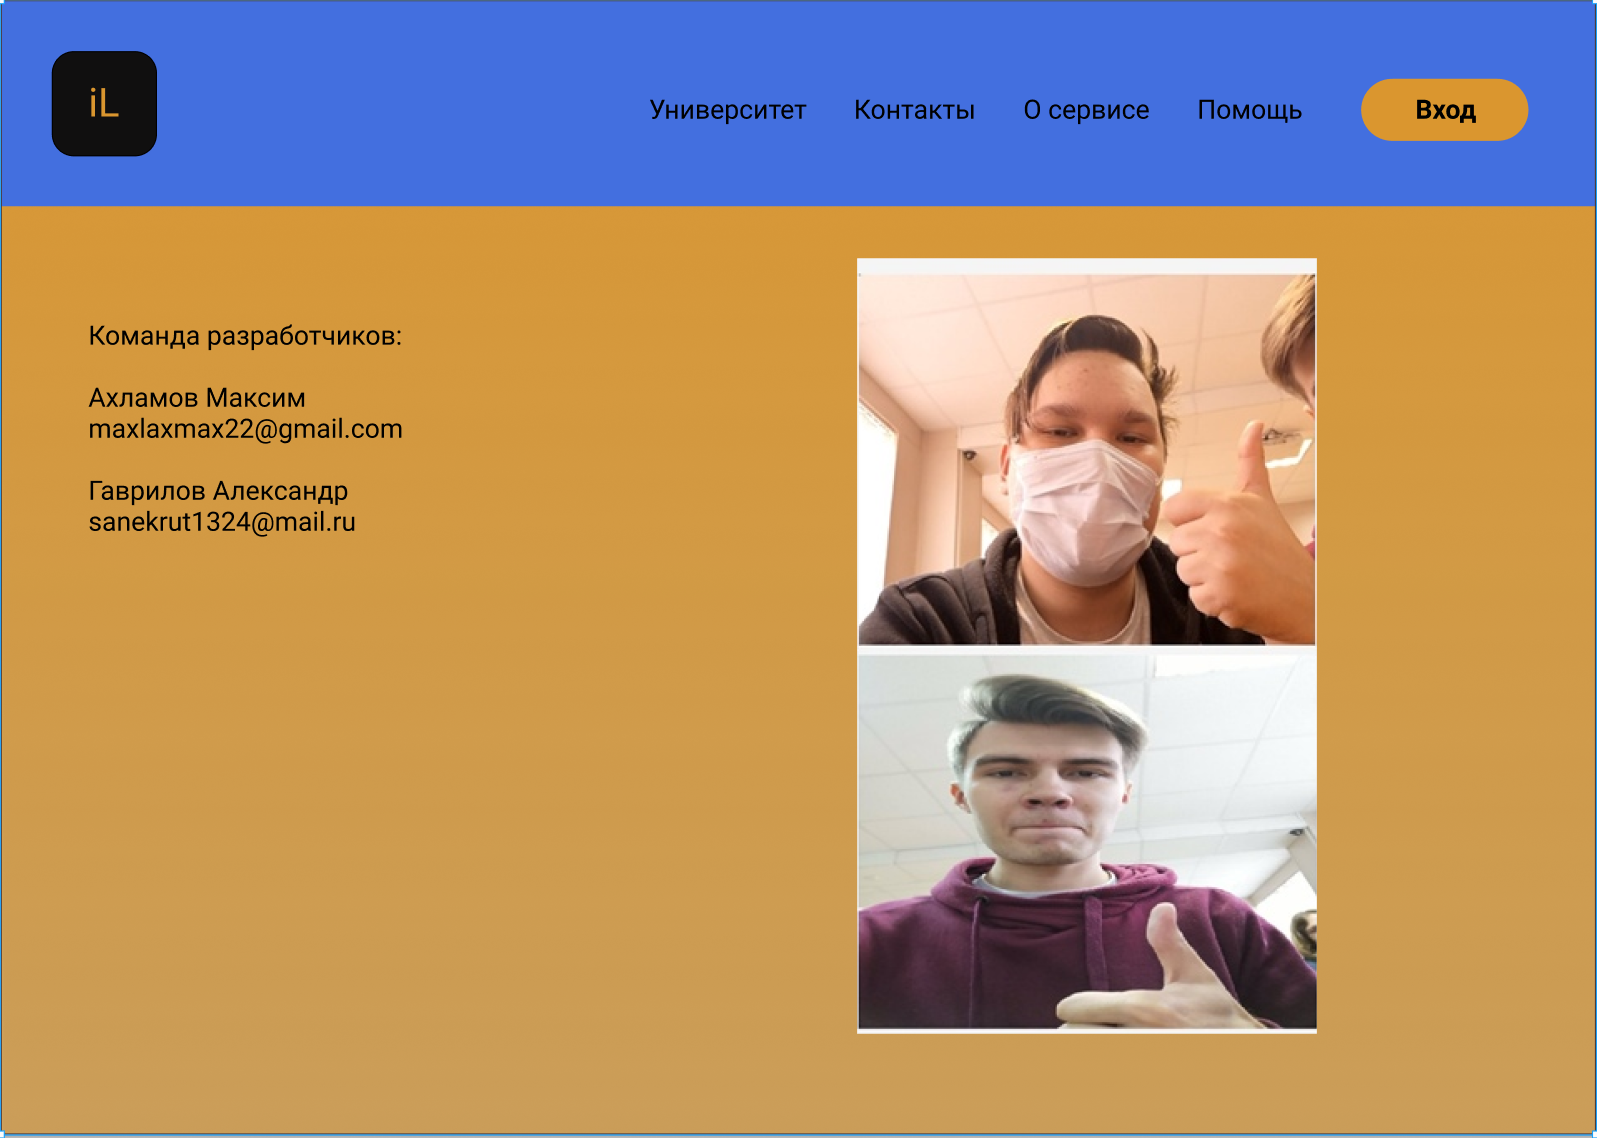 iL
Университет Контакты О сервисе Помощь Вход
Команда разработчиков:
Ахламов Максим
maxlaxmax22@gmail.com
Гаврилов Александр
sanekrut1324@mail.ru